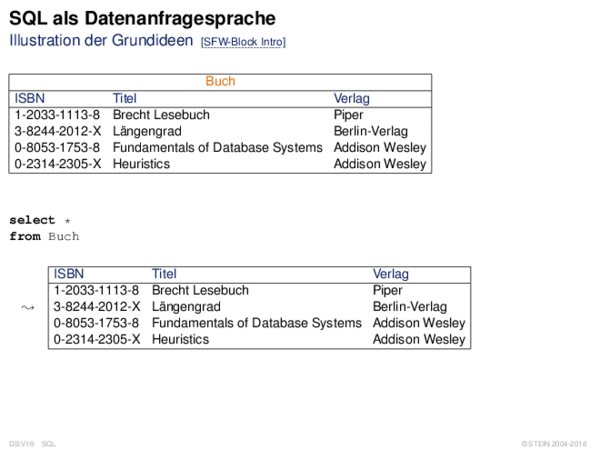 SQL als Datenanfragesprache
Illustration der Grundideen [SFW-Block Intro]
Buch
ISBN Titel Verlag
1-2033-1113-8 Brecht Lesebuch Piper
3-8244-2012-X Längengrad Berlin-Verlag
0-8053-1753-8 Fundamentals of Database Systems Addison Wesley
0-2314-2305-X Heuristics Addison Wesley
select *
from Buch
ISBN Titel Verlag
1-2033-1113-8 Brecht Lesebuch Piper
⤳ 3-8244-2012-X Längengrad Berlin-Verlag
0-8053-1753-8 Fundamentals of Database Systems Addison Wesley
0-2314-2305-X Heuristics Addison Wesley
DB:VI-9 SQL ©STEIN 2004-2018